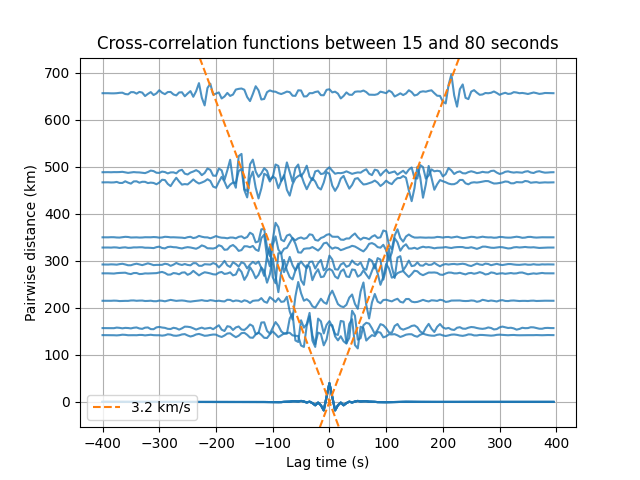 Cross-correlation functions between 15 and 80 seconds
Pairwise distance (km)
700
600
500
400
300
200
100
0
3.2 km/s
−400 −300 −200 −100 0 100 200 300 400
Lag time (s)